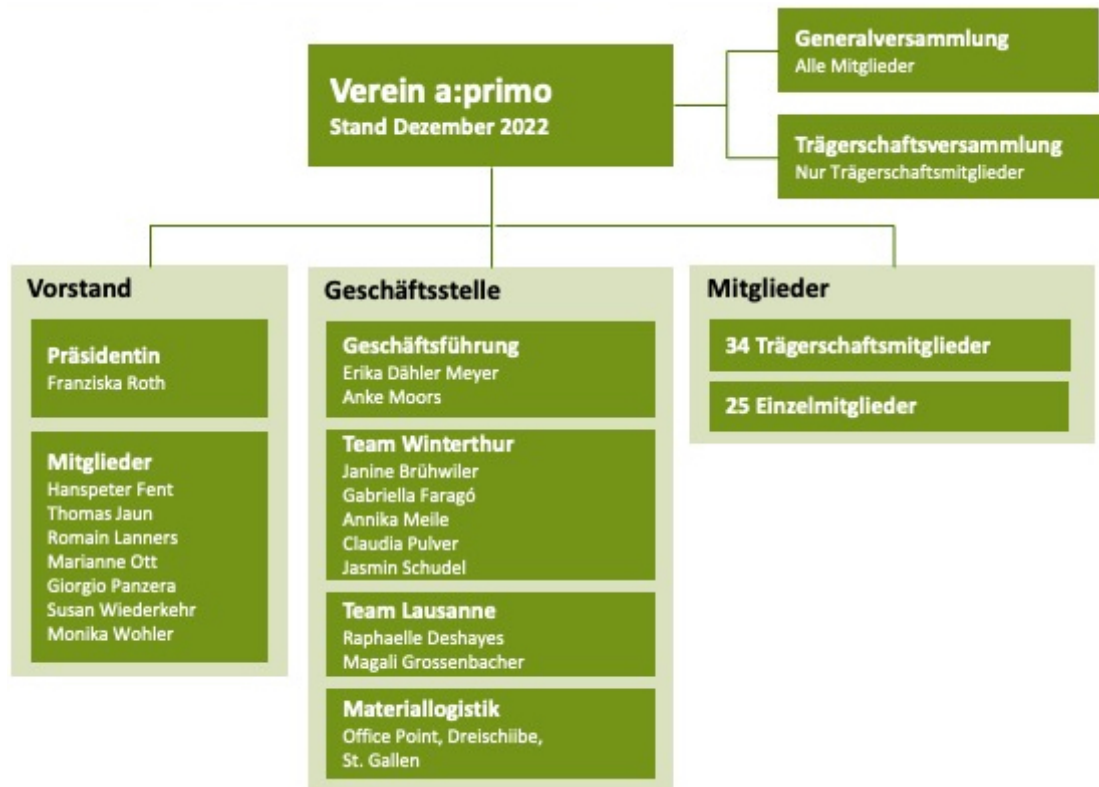 Verein a:primo
Stand Dezember 2022
Generalversammlung
Alle Mitglieder
Trägerschaftsversammlung
Nur Trägerschaftsmitglieder
Vorstand
Präsidentin
Franziska Roth
Mitglieder
Hanspeter Fent
Thomas Jaun
Romain Lanners
Marianne Ott
Giorgio Panzera
Susan Wiederkehr
Monika Wohler
Geschäftsstelle
Geschäftsführung
Erika Dähler Meyer
Anke Moors
Team Winterthur
Janine Brühwiler
Gabriella Faragó
Annika Meile
Claudia Pulver
Jasmin Schudel
Team Lausanne
Raphaelle Deshayes
Magali Grossenbacher
Materiallogistik
Office Point, Dreischiibe,
St. Gallen
Mitglieder
34 Trägerschaftsmitglieder
25 Einzelmitglieder